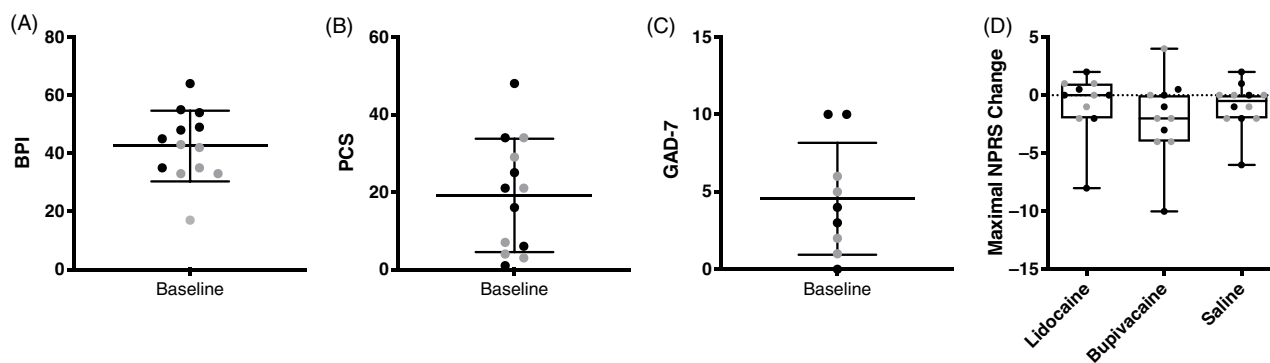 (A)
80
60
40
20
0
BPI
Baseline
(B)
60
40
20
0
PCS
Baseline
(C)
15
10
5
0
GAD-7
Baseline
(D)
5
0
−5
−10
−15
Maximal NPRS Change
Lidocaine
Bupivacaine
Saline